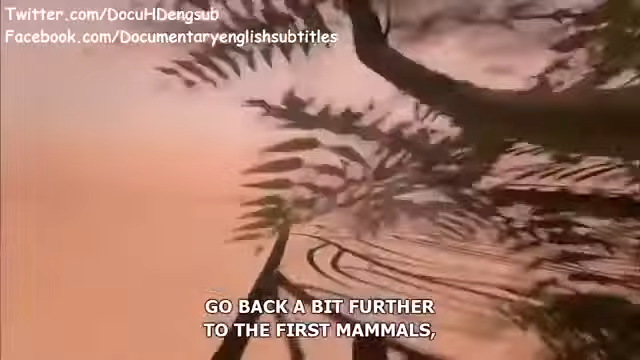 Twitter.com/DocuHDengsub
Facebook.com/Documentaryenglishsubtitles
GO BACK A BIT FURTHER
TO THE FIRST MAMMALS,